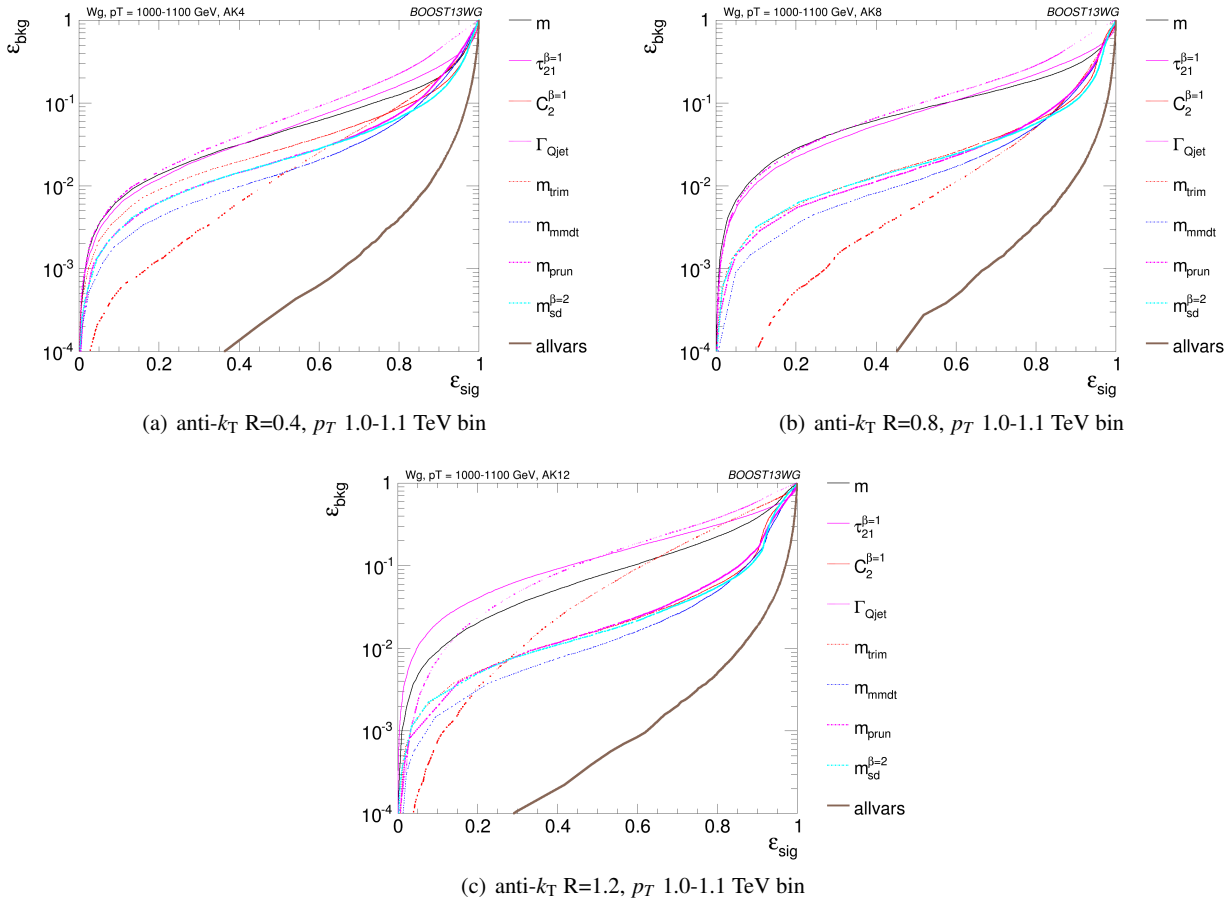 Wg, pT = 1000-1100 GeV, AK4 BOOST13WG
ε_bkg
1
10⁻¹
10⁻²
10⁻³
10⁻⁴
0 0.2 0.4 0.6 0.8 1
ε_sig
m
τ₂₁^β=1
C₂^β=1
Γ_Qjet
m_trim
m_mmdt
m_prun
m_sd^β=2
allvars
(a) anti-k_T R=0.4, p_T 1.0-1.1 TeV bin
Wg, pT = 1000-1100 GeV, AK8 BOOST13WG
ε_bkg
1
10⁻¹
10⁻²
10⁻³
10⁻⁴
0 0.2 0.4 0.6 0.8 1
ε_sig
m
τ₂₁^β=1
C₂^β=1
Γ_Qjet
m_trim
m_mmdt
m_prun
m_sd^β=2
allvars
(b) anti-k_T R=0.8, p_T 1.0-1.1 TeV bin
Wg, pT = 1000-1100 GeV, AK12 BOOST13WG
ε_bkg
1
10⁻¹
10⁻²
10⁻³
10⁻⁴
0 0.2 0.4 0.6 0.8 1
ε_sig
m
τ₂₁^β=1
C₂^β=1
Γ_Qjet
m_trim
m_mmdt
m_prun
m_sd^β=2
allvars
(c) anti-k_T R=1.2, p_T 1.0-1.1 TeV bin